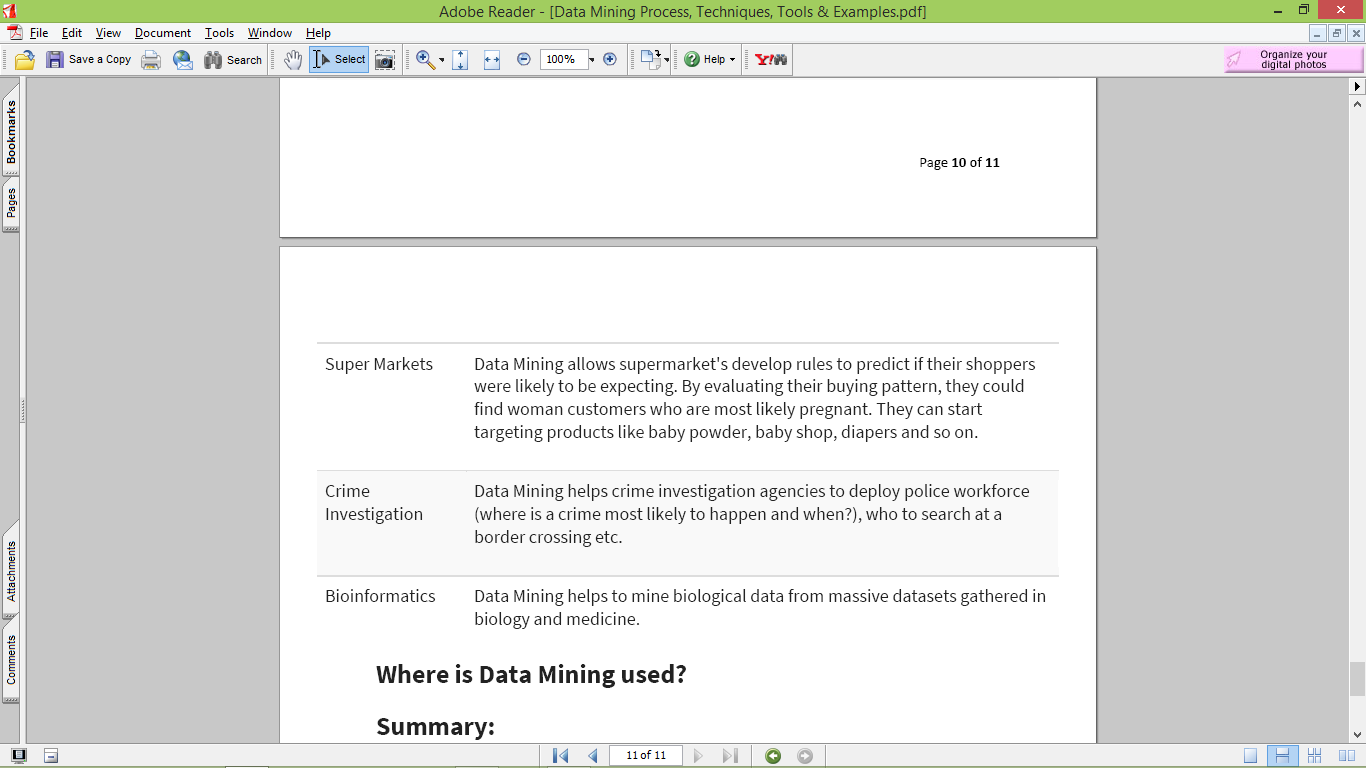 Adobe Reader - [Data Mining Process, Techniques, Tools & Examples.pdf]
File Edit View Document Tools Window Help
Save a Copy Search Select 100% Help Y! Organize your
digital photos
Bookmarks
Pages
Attachments
Comments
Page 10 of 11
Super Markets Data Mining allows supermarket's develop rules to predict if their shoppers
were likely to be expecting. By evaluating their buying pattern, they could
find woman customers who are most likely pregnant. They can start
targeting products like baby powder, baby shop, diapers and so on.
Crime Data Mining helps crime investigation agencies to deploy police workforce
Investigation (where is a crime most likely to happen and when?), who to search at a
border crossing etc.
Bioinformatics Data Mining helps to mine biological data from massive datasets gathered in
biology and medicine.
Where is Data Mining used?
Summary:
11 of 11